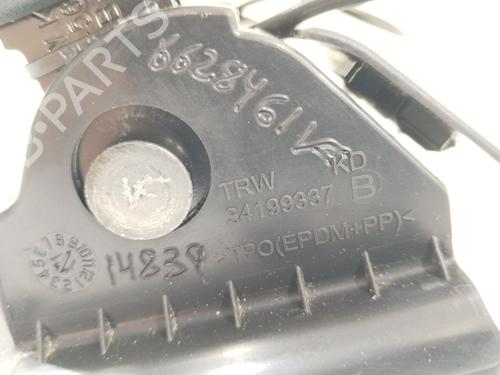 6628461V
TRW
KD
34199337
B
>TPO(EPDM+PP)<
14839
B-PARTS